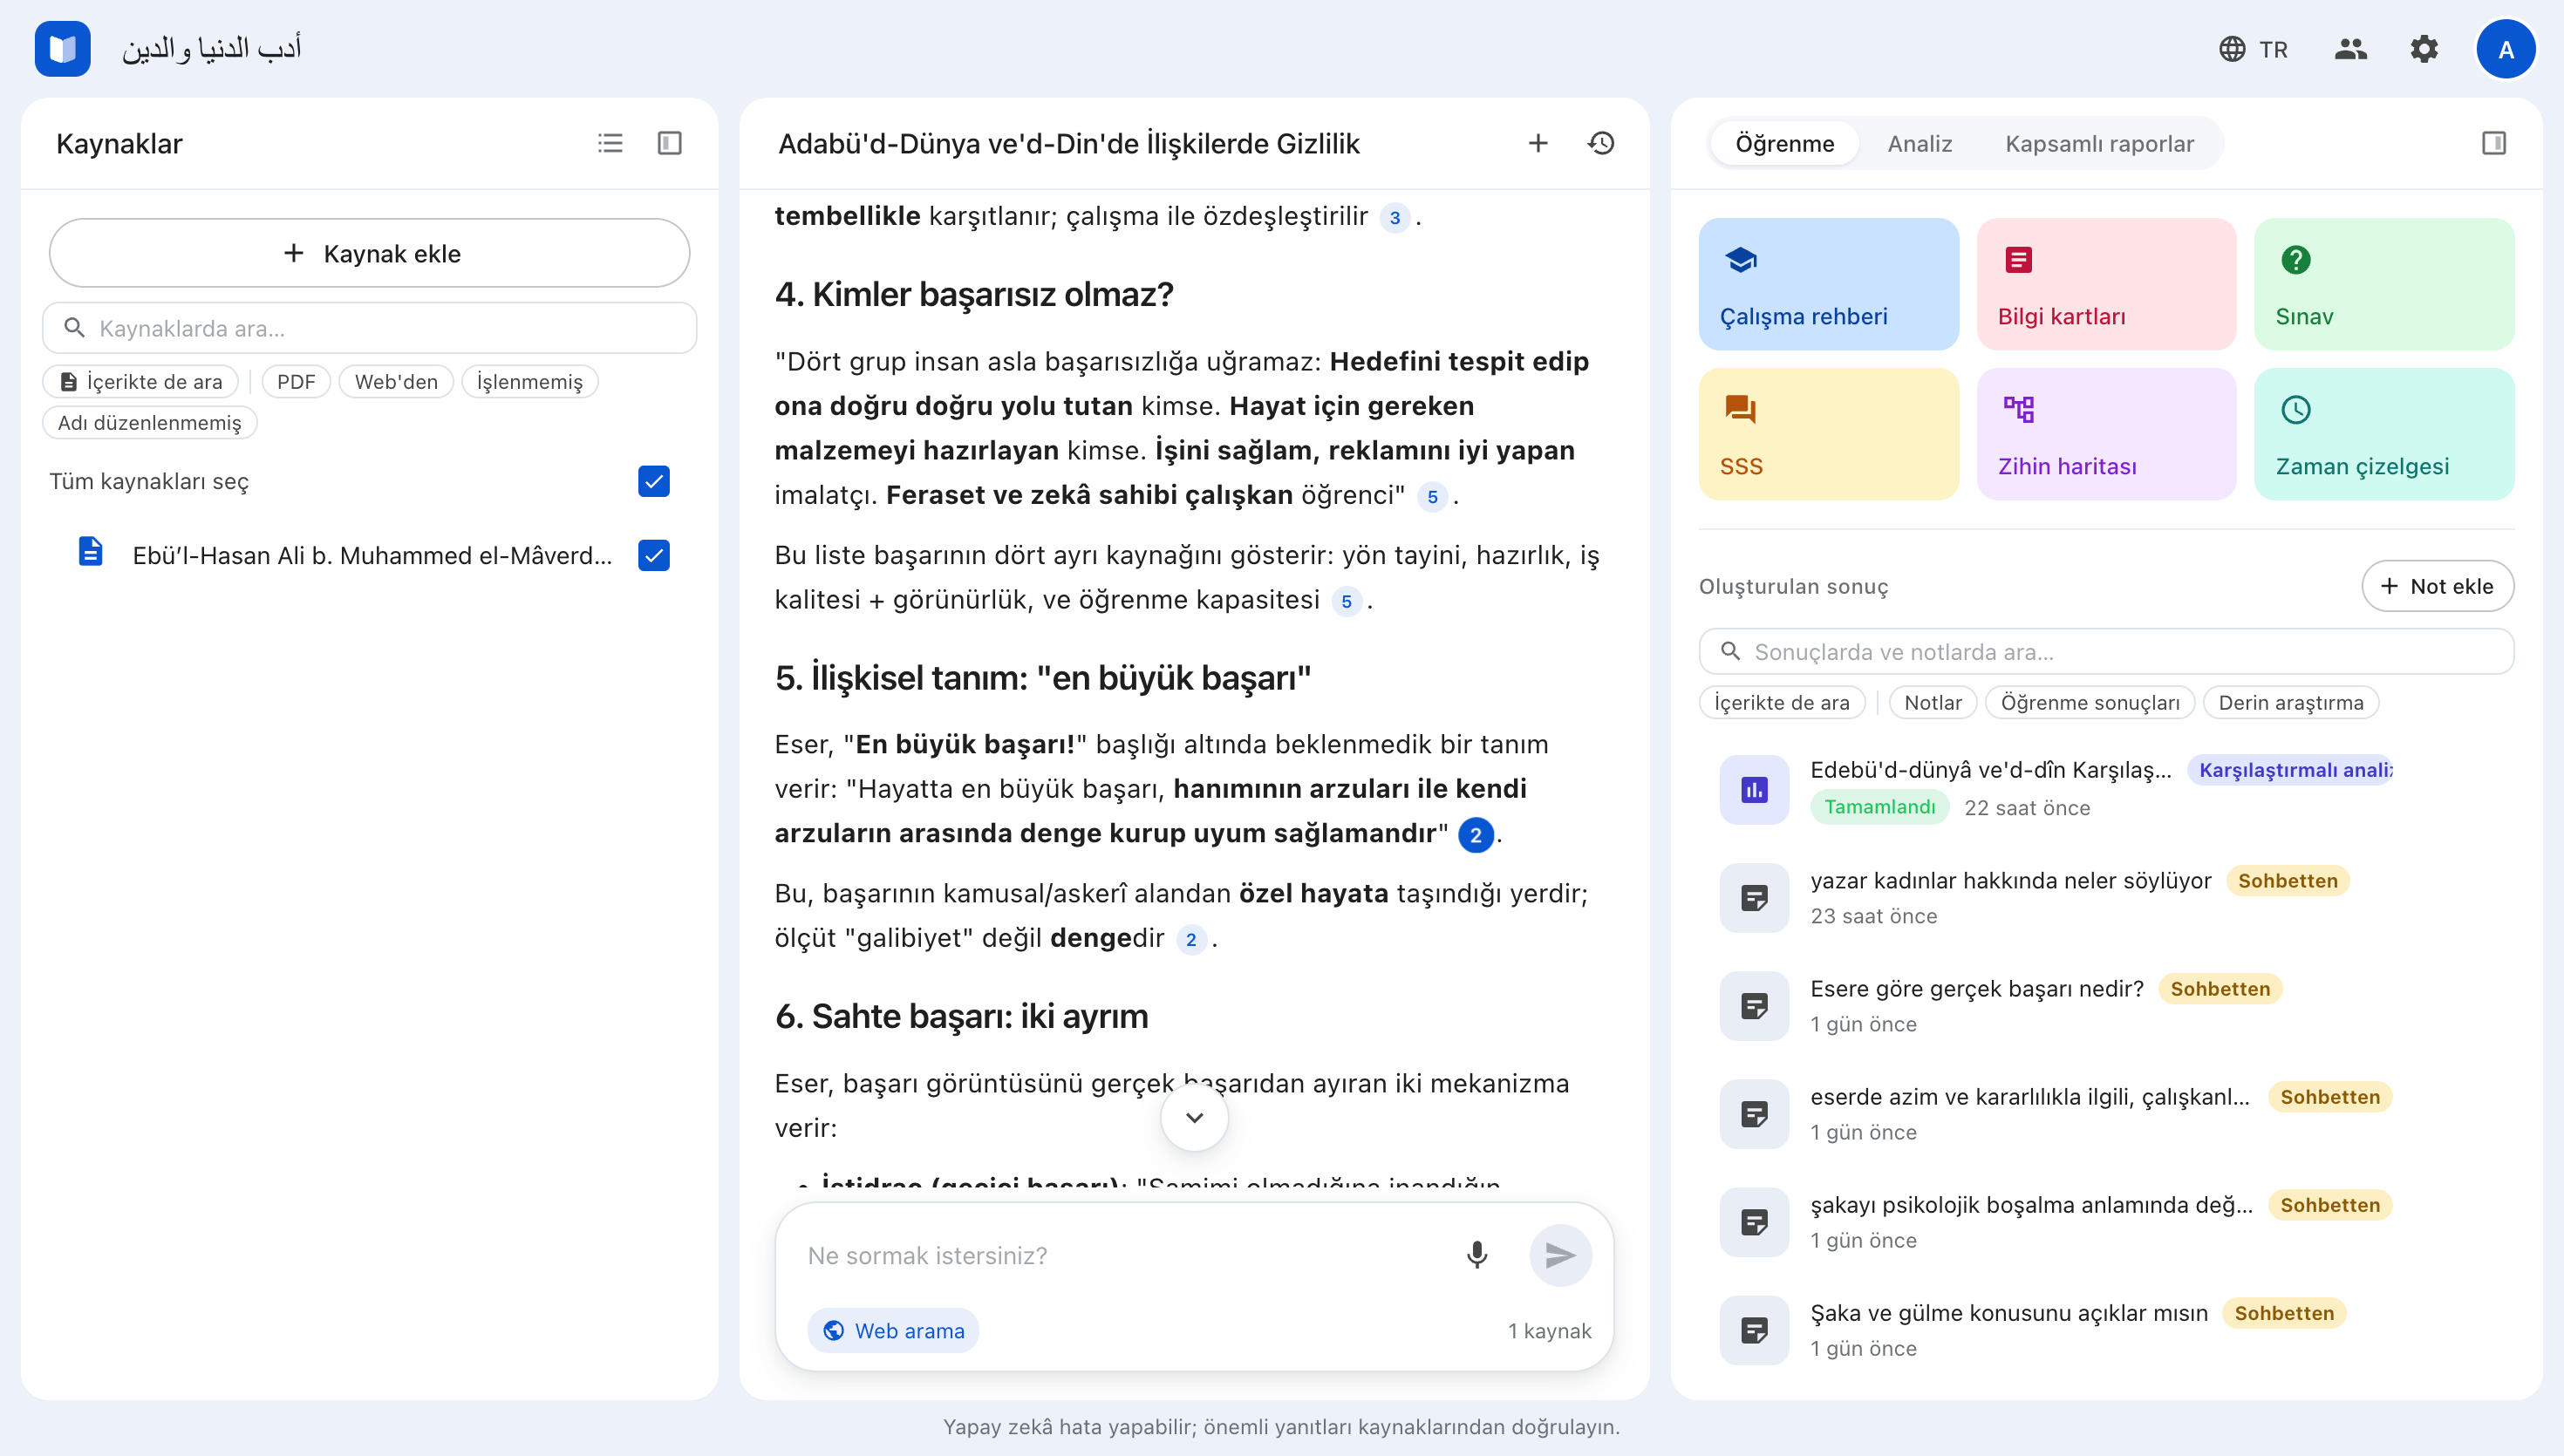 أدب الدنيا والدين
TR
A
Kaynaklar
Kaynak ekle
Kaynaklarda ara...
İçerikte de ara
PDF
Web'den
İşlenmemiş
Adı düzenlenmemiş
Tüm kaynakları seç
Ebü’l-Hasan Ali b. Muhammed el-Mâverd...
Adabü'd-Dünya ve'd-Din'de İlişkilerde Gizlilik
tembellikle karşıtlanır; çalışma ile özdeşleştirilir 3 .
4. Kimler başarısız olmaz?
"Dört grup insan asla başarısızlığa uğramaz: Hedefini tespit edip
ona doğru doğru yolu tutan kimse. Hayat için gereken
malzemeyi hazırlayan kimse. İşini sağlam, reklamını iyi yapan
imalatçı. Feraset ve zekâ sahibi çalışkan öğrenci" 5 .
Bu liste başarının dört ayrı kaynağını gösterir: yön tayini, hazırlık, iş
kalitesi + görünürlük, ve öğrenme kapasitesi 5 .
5. İlişkisel tanım: "en büyük başarı"
Eser, "En büyük başarı!" başlığı altında beklenmedik bir tanım
verir: "Hayatta en büyük başarı, hanımının arzuları ile kendi
arzuların arasında denge kurup uyum sağlamandır" 2 .
Bu, başarının kamusal/askerî alandan özel hayata taşındığı yerdir;
ölçüt "galibiyet" değil dengedir 2 .
6. Sahte başarı: iki ayrım
Eser, başarı görüntüsünü gerçek başarıdan ayıran iki mekanizma
verir:
• İstidraç (geçici başarı): "Samimi olmadığına inandığın
Ne sormak istersiniz?
Web arama
1 kaynak
Öğrenme
Analiz
Kapsamlı raporlar
Çalışma rehberi
Bilgi kartları
Sınav
SSS
Zihin haritası
Zaman çizelgesi
Oluşturulan sonuç
Not ekle
Sonuçlarda ve notlarda ara...
İçerikte de ara
Notlar
Öğrenme sonuçları
Derin araştırma
Edebü'd-dünyâ ve'd-dîn Karşılaş... Karşılaştırmalı analiz
Tamamlandı 22 saat önce
yazar kadınlar hakkında neler söylüyor Sohbetten
23 saat önce
Esere göre gerçek başarı nedir? Sohbetten
1 gün önce
eserde azim ve kararlılıkla ilgili, çalışkanl... Sohbetten
1 gün önce
şakayı psikolojik boşalma anlamında değ... Sohbetten
1 gün önce
Şaka ve gülme konusunu açıklar mısın Sohbetten
1 gün önce
Yapay zekâ hata yapabilir; önemli yanıtları kaynaklarından doğrulayın.